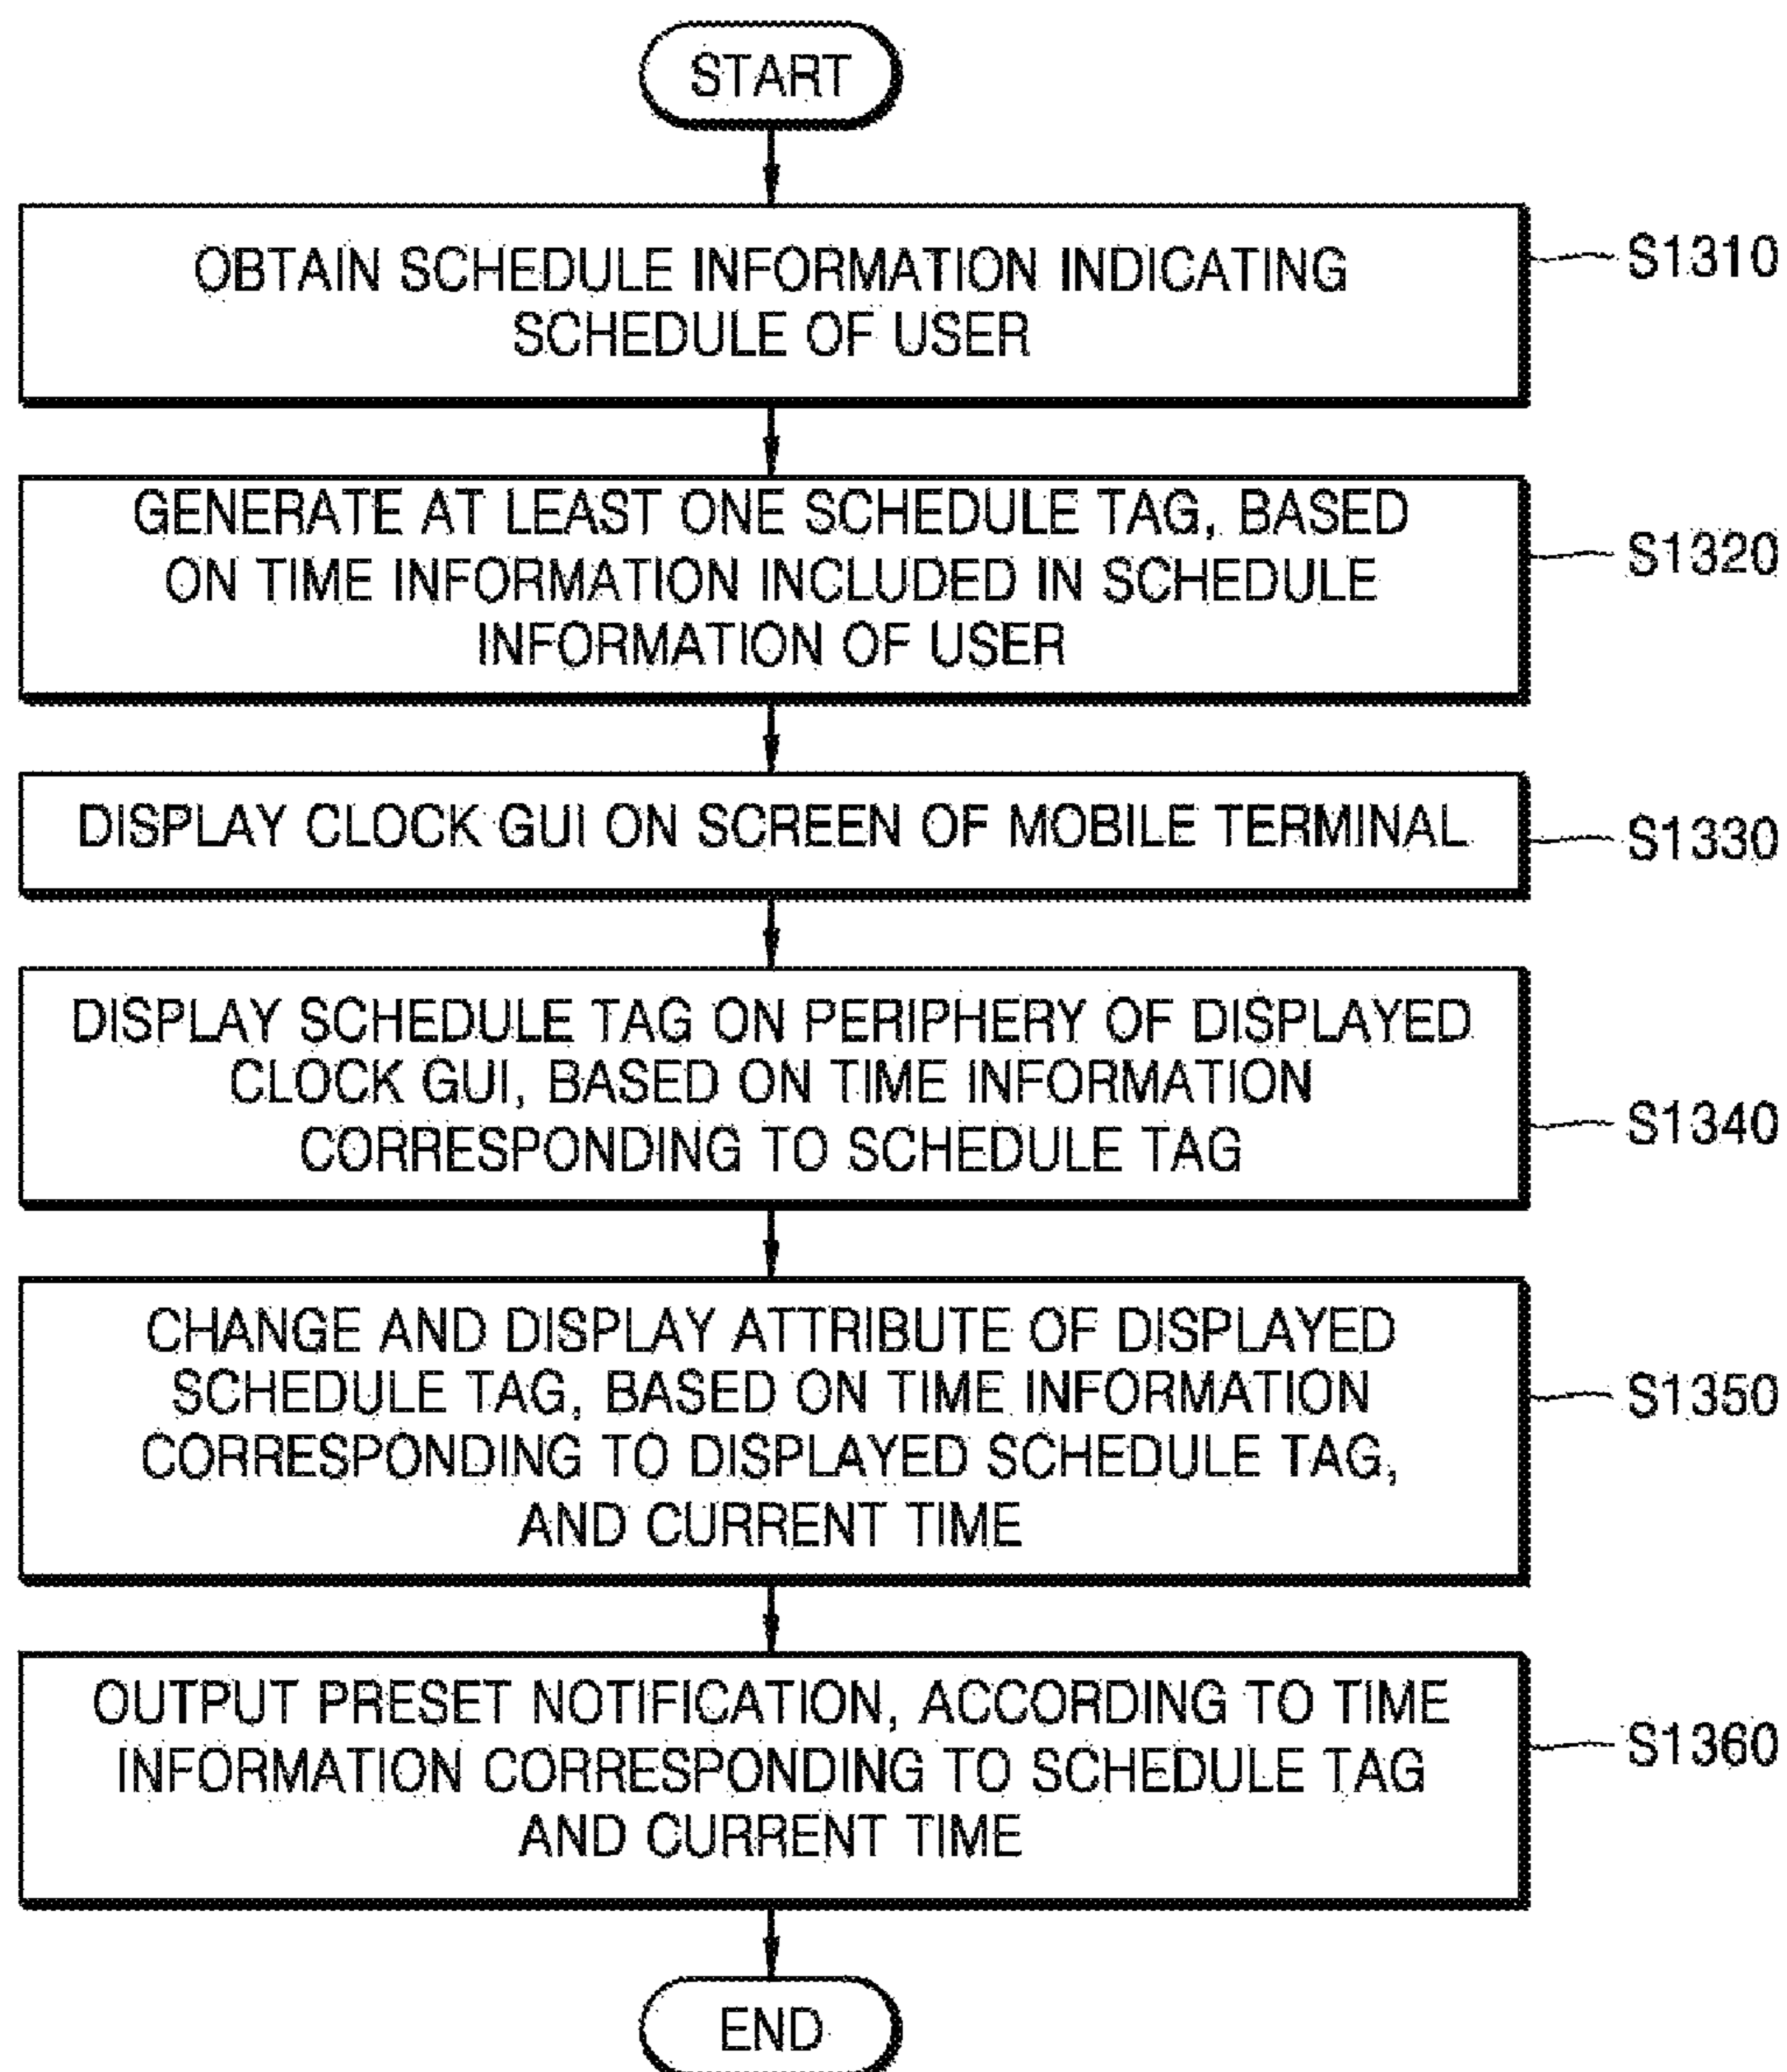 START
OBTAIN SCHEDULE INFORMATION INDICATING
SCHEDULE OF USER
S1310
GENERATE AT LEAST ONE SCHEDULE TAG, BASED
ON TIME INFORMATION INCLUDED IN SCHEDULE
INFORMATION OF USER
S1320
DISPLAY CLOCK GUI ON SCREEN OF MOBILE TERMINAL
S1330
DISPLAY SCHEDULE TAG ON PERIPHERY OF DISPLAYED
CLOCK GUI, BASED ON TIME INFORMATION
CORRESPONDING TO SCHEDULE TAG
S1340
CHANGE AND DISPLAY ATTRIBUTE OF DISPLAYED
SCHEDULE TAG, BASED ON TIME INFORMATION
CORRESPONDING TO DISPLAYED SCHEDULE TAG,
AND CURRENT TIME
S1350
OUTPUT PRESET NOTIFICATION, ACCORDING TO TIME
INFORMATION CORRESPONDING TO SCHEDULE TAG
AND CURRENT TIME
S1360
END